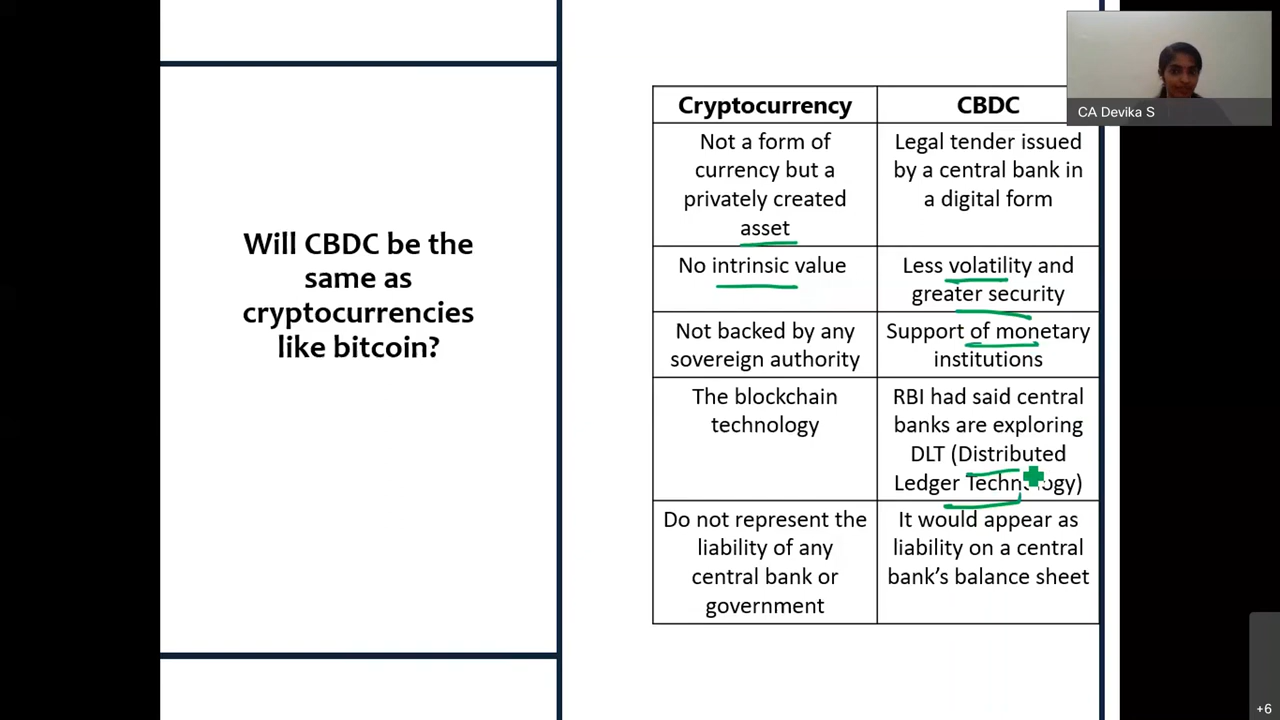 Will CBDC be the
same as
cryptocurrencies
like bitcoin?
Cryptocurrency
CBDC
Not a form of
currency but a
privately created
asset
Legal tender issued
by a central bank in
a digital form
No intrinsic value
Less volatility and
greater security
Not backed by any
sovereign authority
Support of monetary
institutions
The blockchain
technology
RBI had said central
banks are exploring
DLT (Distributed
Ledger Technology)
Do not represent the
liability of any
central bank or
government
It would appear as
liability on a central
bank's balance sheet
CA Devika S
+6